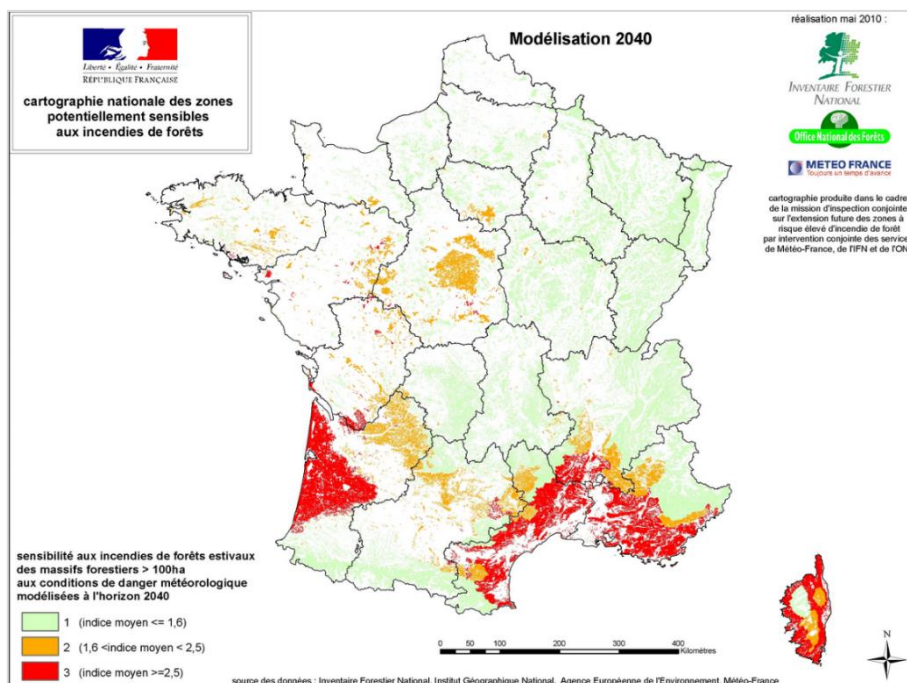 Liberté • Égalité • Fraternité
RÉPUBLIQUE FRANÇAISE
cartographie nationale des zones
potentiellement sensibles
aux incendies de forêts
Modélisation 2040
réalisation mai 2010 :
INVENTAIRE FORESTIER
NATIONAL
Office National des Forêts
METEO FRANCE
Toujours un temps d'avance
cartographie produite dans le cadre
de la mission d'inspection conjointe
sur l'extension future des zones à
risque élevé d'incendie de forêt
par intervention conjointe des service
de Météo-France, de l'IFN et de l'ON
sensibilité aux incendies de forêts estivaux
des massifs forestiers > 100ha
aux conditions de danger météorologique
modélisées à l'horizon 2040
1 (indice moyen <= 1,6)
2 (1,6 <indice moyen < 2,5)
3 (indice moyen >=2,5)
0 50 100 200 300 400
Kilomètres
N
source des données : Inventaire Forestier National, Institut Géographique National, Agence Européenne de l'Environnement, Météo-France